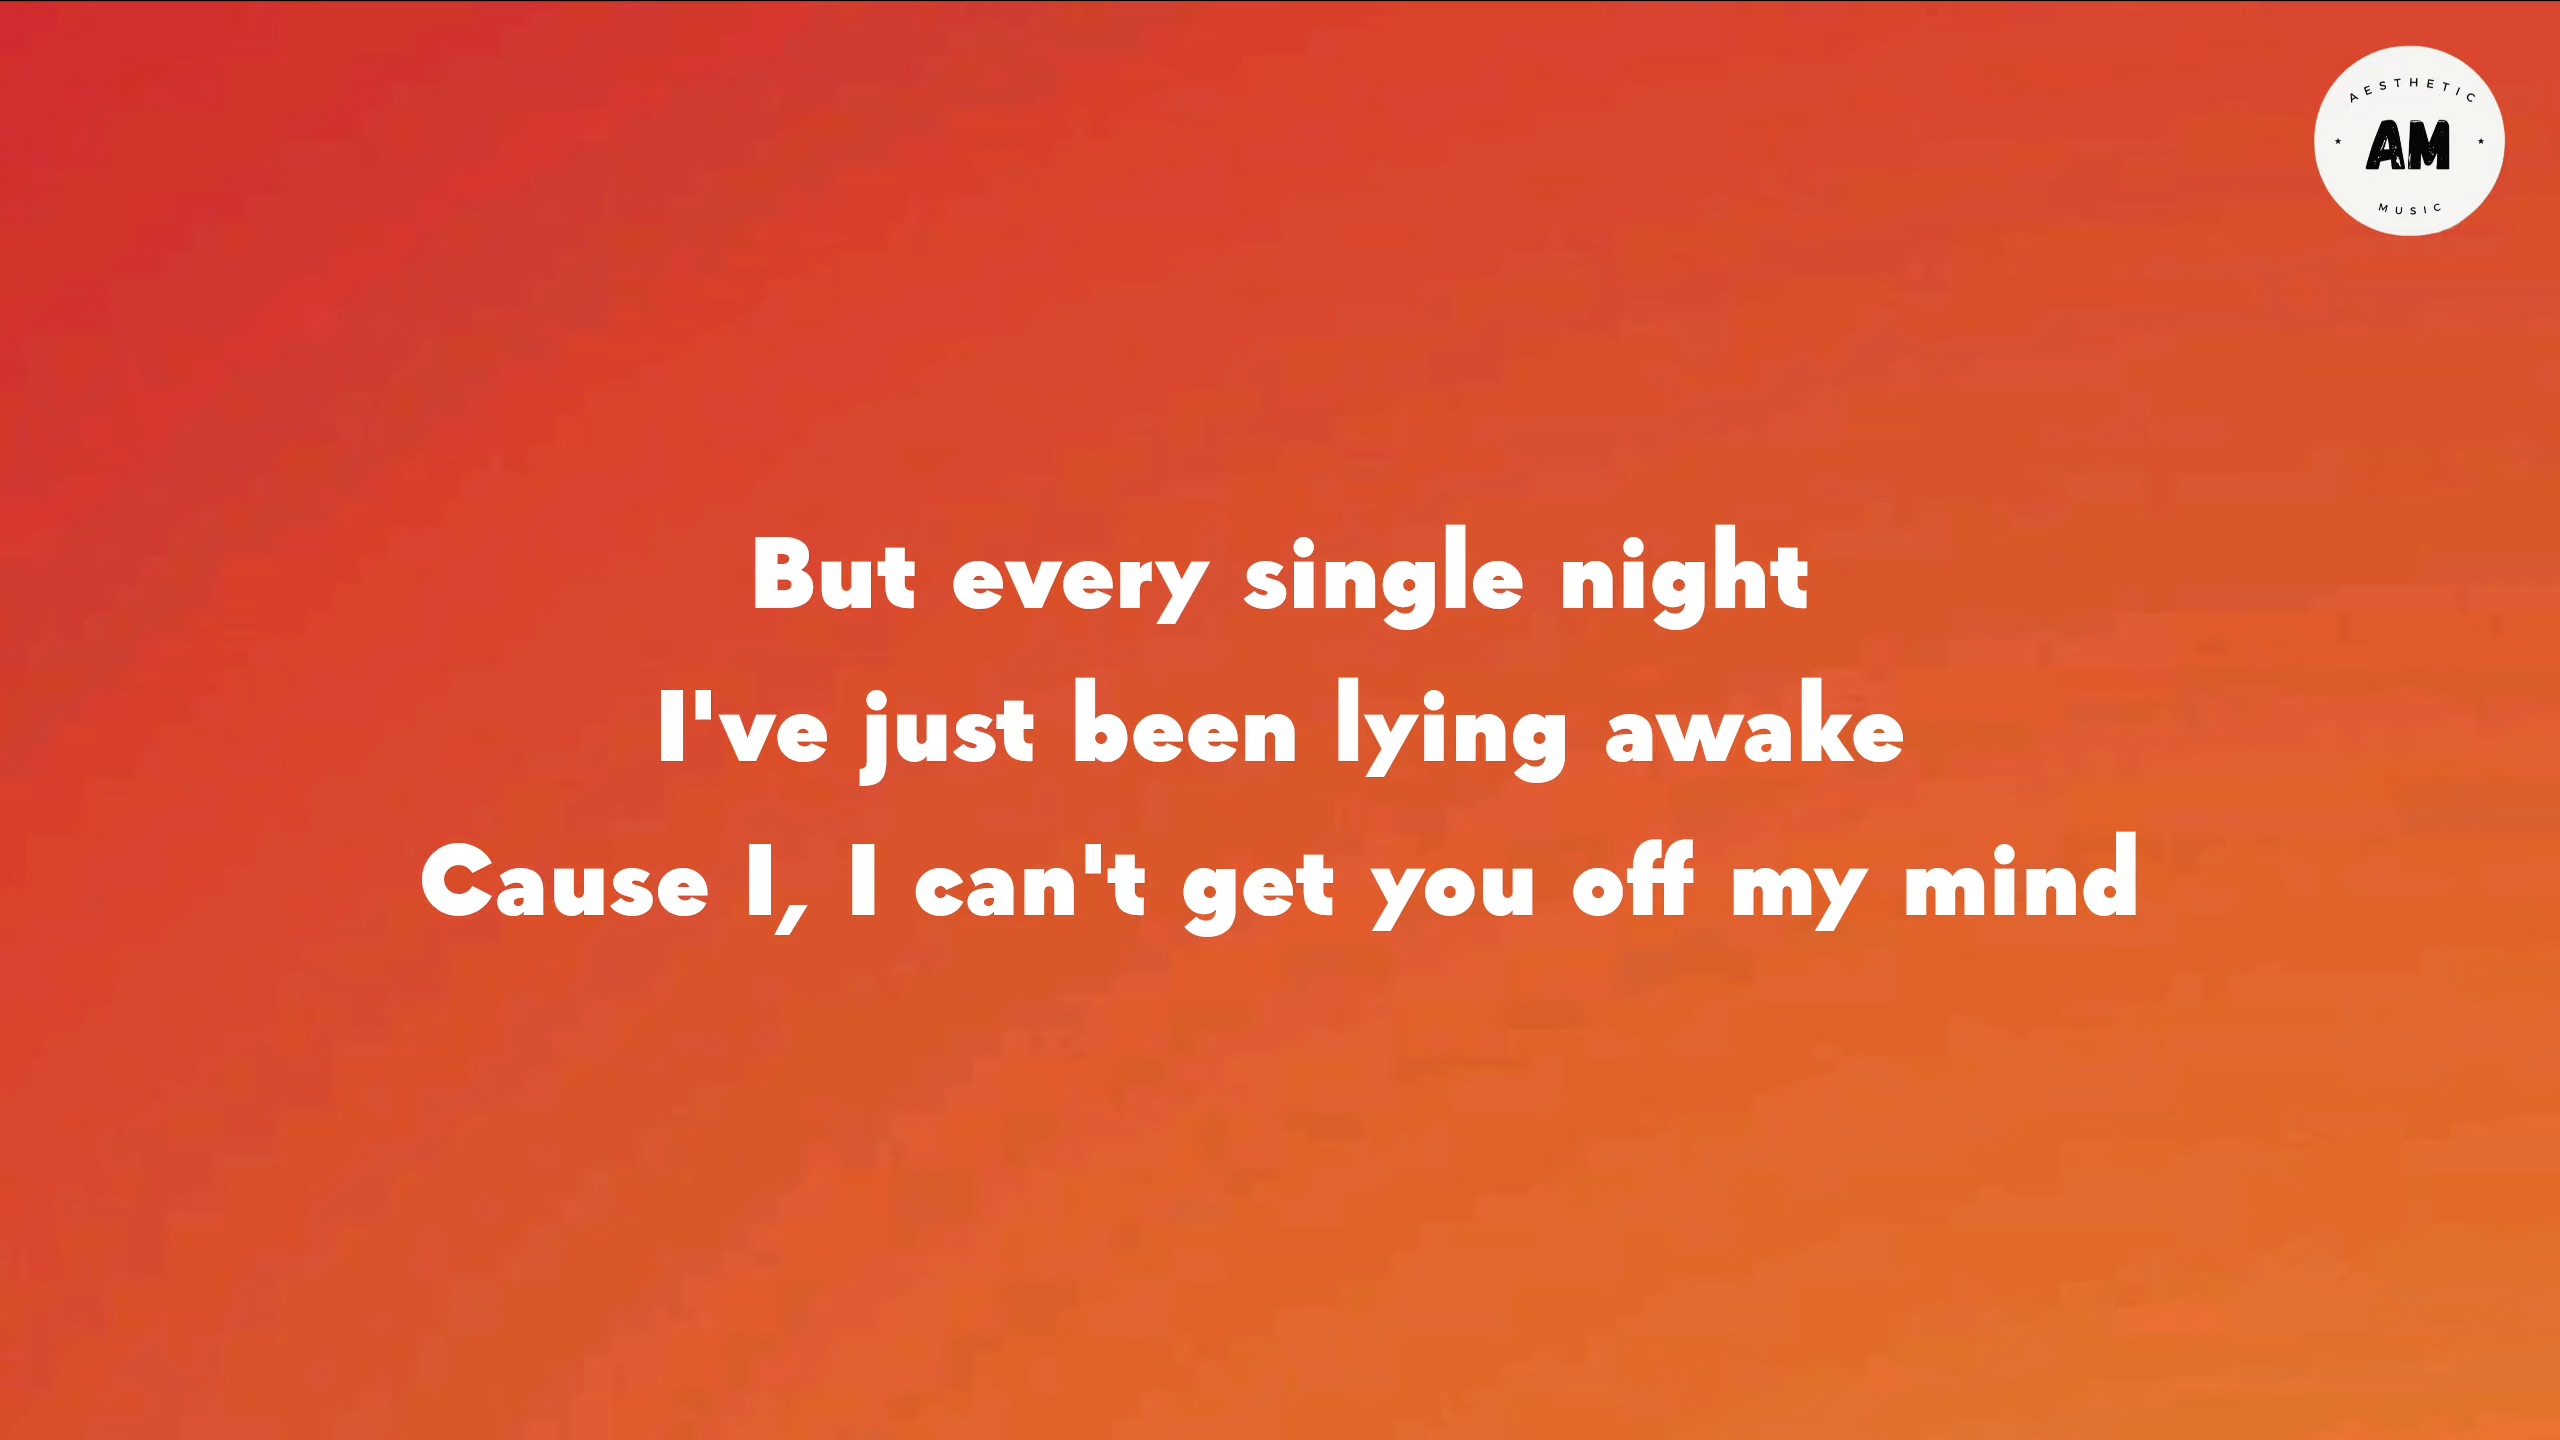 AESTHETIC
AM
MUSIC
But every single night
I've just been lying awake
Cause I, I can't get you off my mind